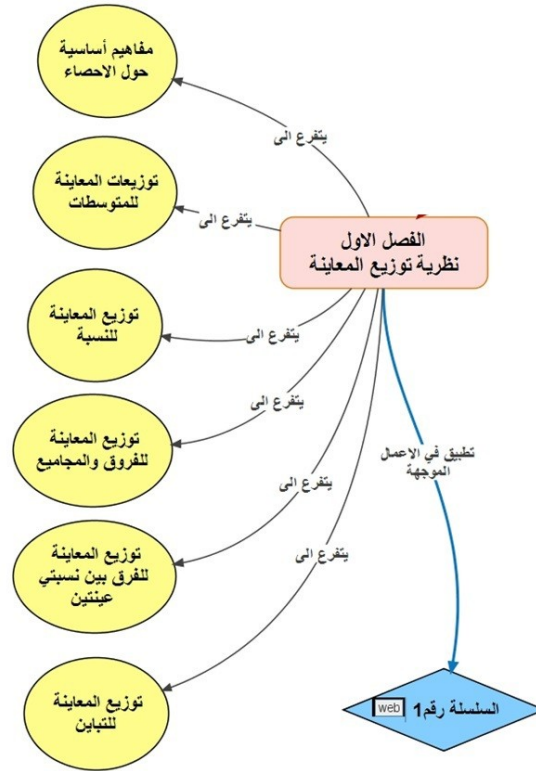 مفاهيم أساسية
حول الاحصاء
يتفرع الى
توزيعات المعاينة
للمتوسطات
يتفرع الى
الفصل الاول
نظرية توزيع المعاينة
توزيع المعاينة
للنسبة
يتفرع الى
توزيع المعاينة
للفروق والمجاميع
يتفرع الى
تطبيق في الاعمال
الموجهة
توزيع المعاينة
للفرق بين نسبتي
عينتين
يتفرع الى
يتفرع الى
توزيع المعاينة
للتباين
السلسلة رقم1
web